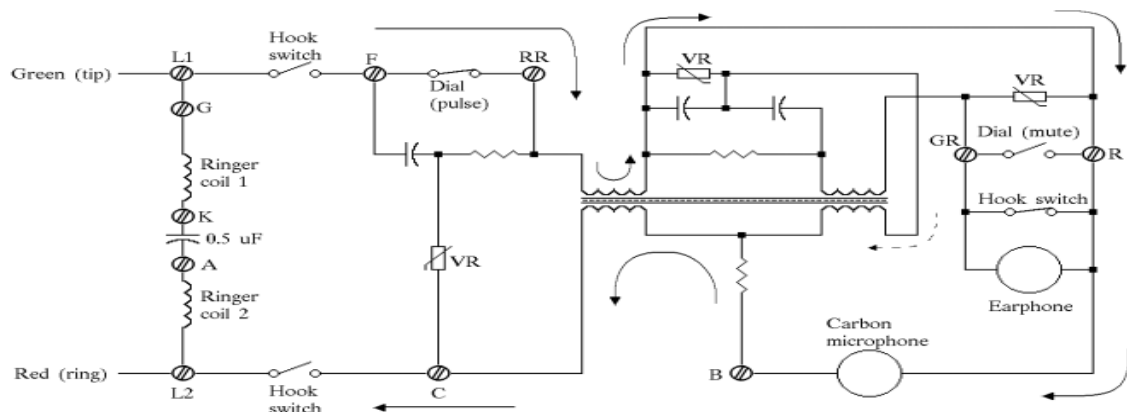 Hook
switch
L1
F
RR
Green (tip)
Dial
(pulse)
G
Ringer
coil 1
K
0.5 uF
A
Ringer
coil 2
VR
Red (ring)
L2
Hook
switch
C
VR
VR
Dial (mute)
GR
R
Hook switch
Earphone
Carbon
microphone
B